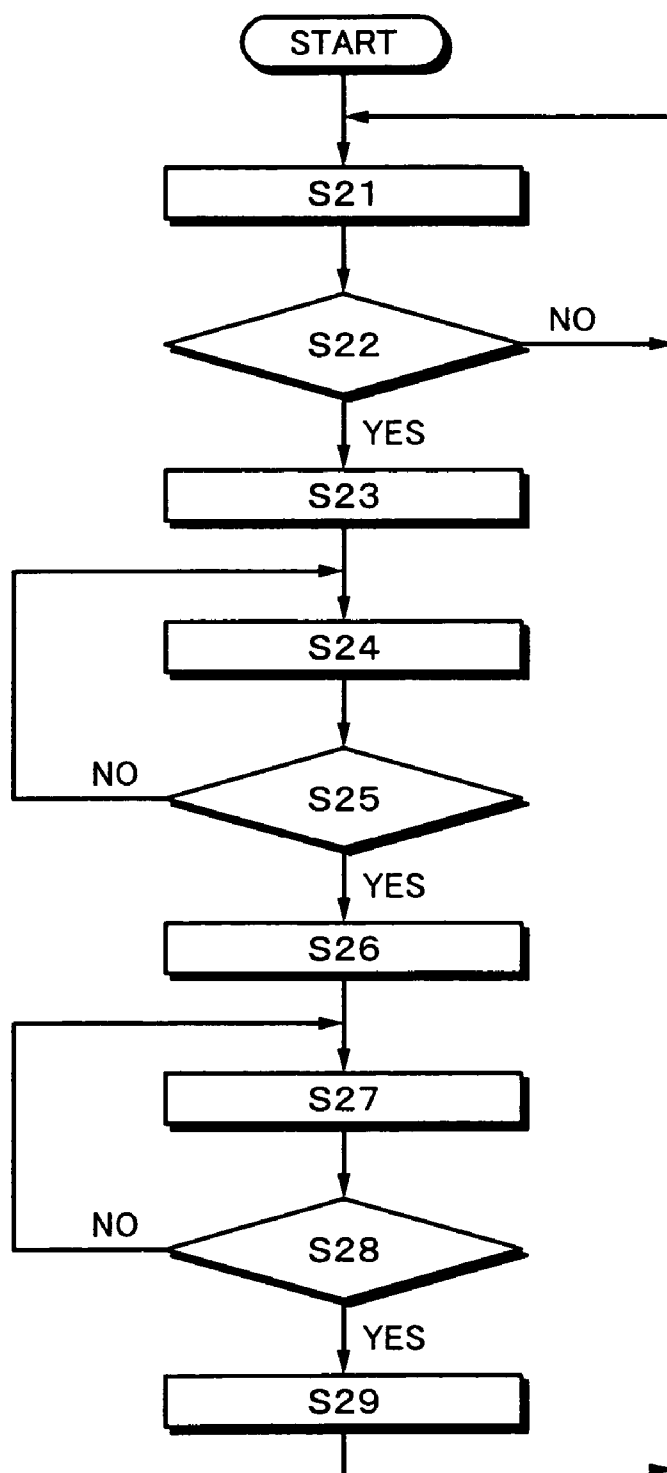 START
S21
S22
NO
YES
S23
S24
NO
S25
YES
S26
S27
NO
S28
YES
S29